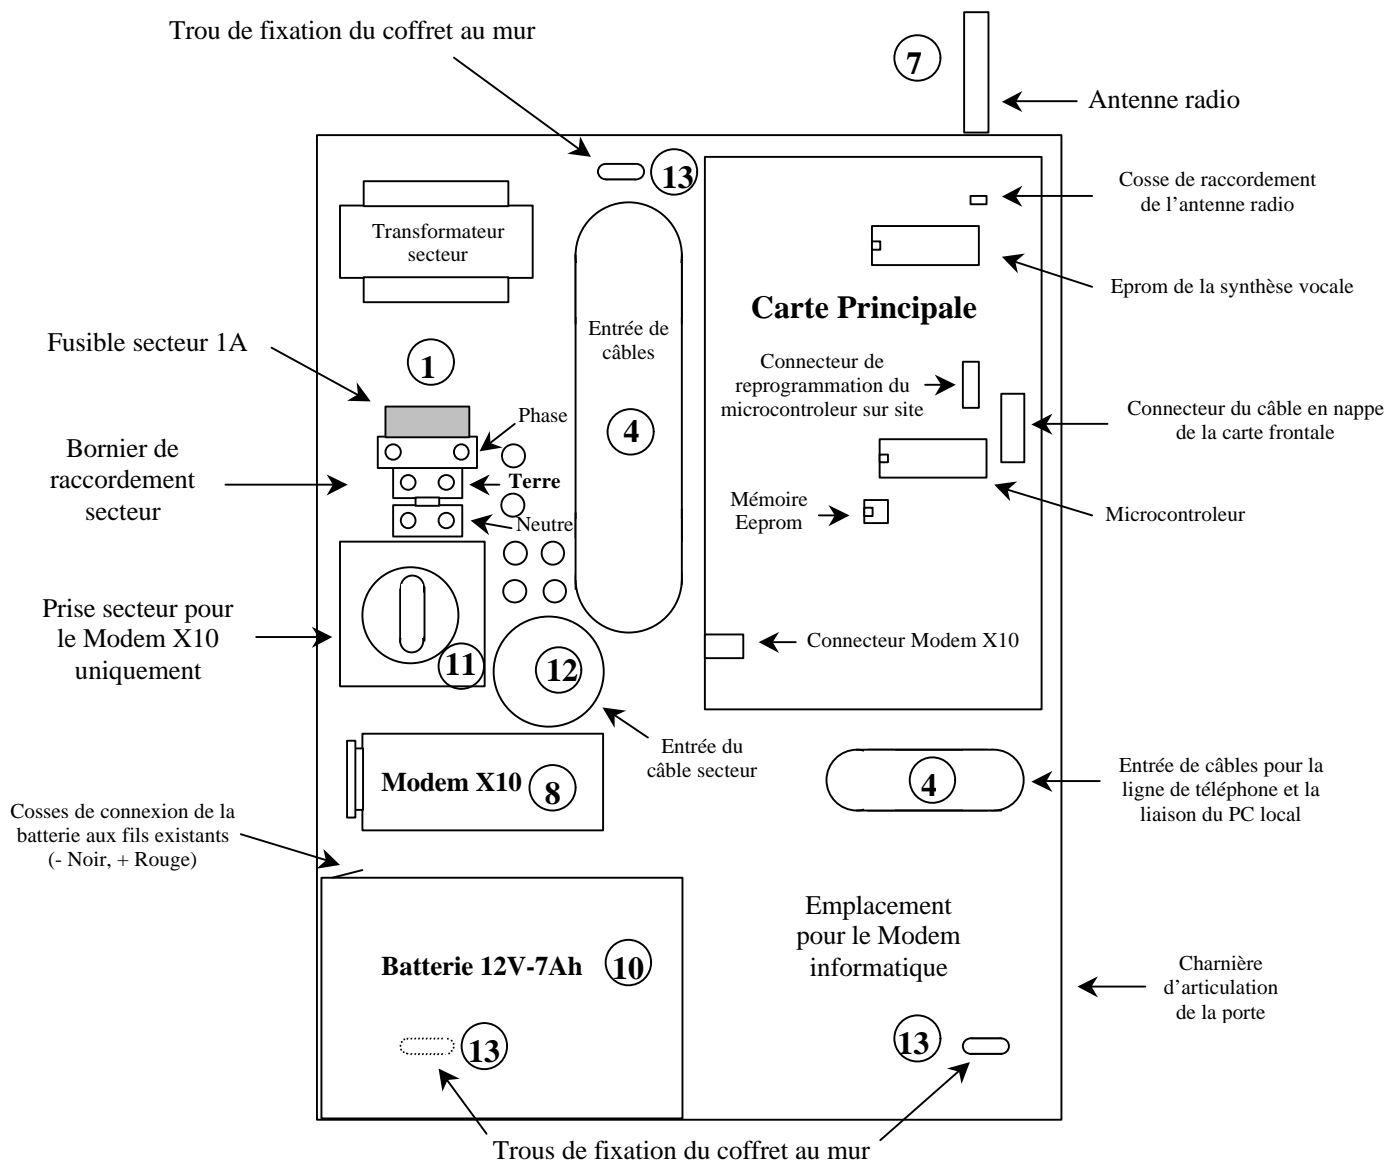 Trou de fixation du coffret au mur
7
Antenne radio
13
Cosse de raccordement
de l'antenne radio
Transformateur
secteur
Eprom de la synthèse vocale
Carte Principale
Entrée de
câbles
Fusible secteur 1A
1
Connecteur de
reprogrammation du
microcontroleur sur site
Phase
4
Connecteur du câble en nappe
de la carte frontale
Bornier de
raccordement
secteur
Terre
Neutre
Mémoire
Eeprom
Microcontroleur
Prise secteur pour
le Modem X10
uniquement
11
12
Connecteur Modem X10
Entrée du
câble secteur
Modem X10
8
4
Entrée de câbles pour la
ligne de téléphone et la
liaison du PC local
Cosses de connexion de la
batterie aux fils existants
(- Noir, + Rouge)
Emplacement
pour le Modem
informatique
Batterie 12V-7Ah
10
Charnière
d'articulation
de la porte
13
13
Trous de fixation du coffret au mur